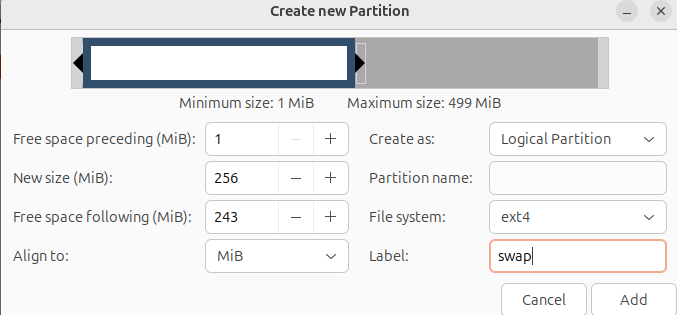 Create new Partition
Minimum size: 1 MiB Maximum size: 499 MiB
Free space preceding (MiB): 1 Create as: Logical Partition
New size (MiB): 256 Partition name:
Free space following (MiB): 243 File system: ext4
Align to: MiB Label: swap
Cancel Add